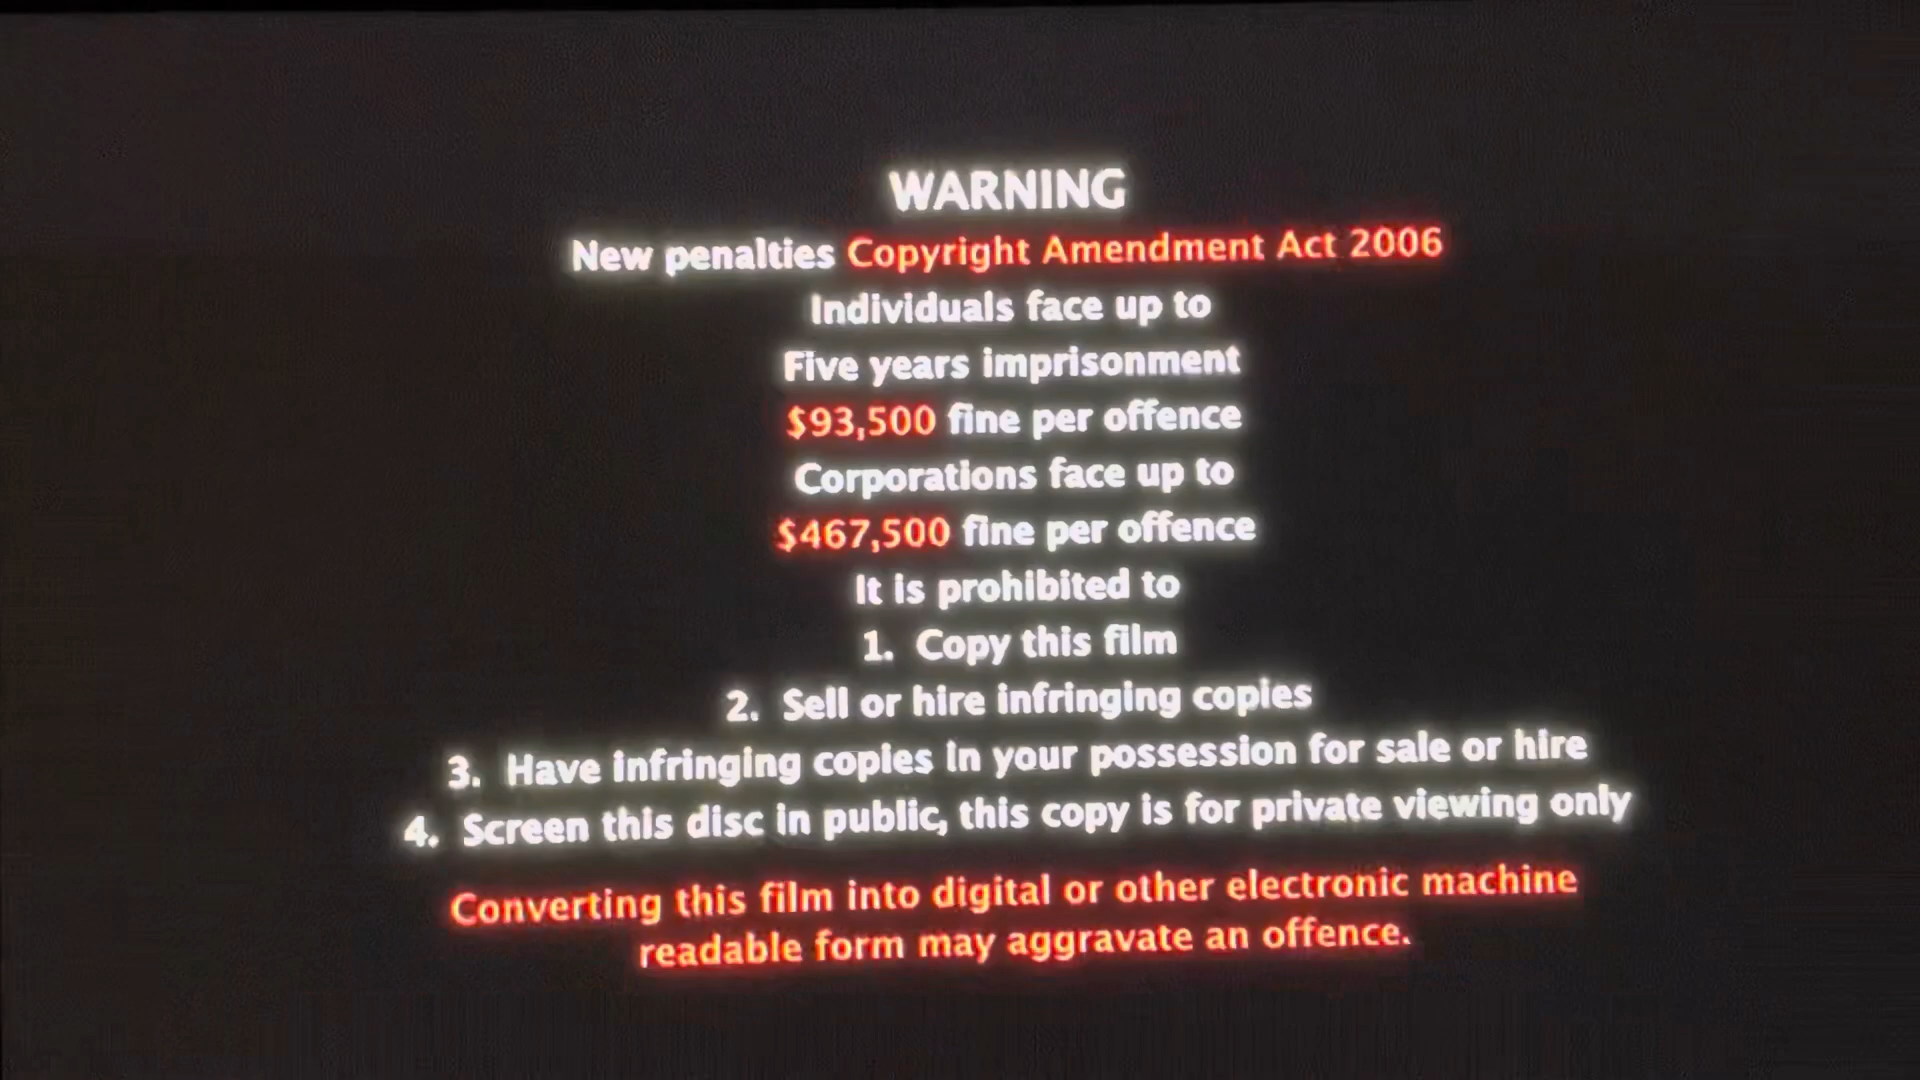 WARNING
New penalties Copyright Amendment Act 2006
Individuals face up to
Five years imprisonment
$93,500 fine per offence
Corporations face up to
$467,500 fine per offence
It is prohibited to
1. Copy this film
2. Sell or hire infringing copies
3. Have infringing copies in your possession for sale or hire
4. Screen this disc in public, this copy is for private viewing only
Converting this film into digital or other electronic machine
readable form may aggravate an offence.